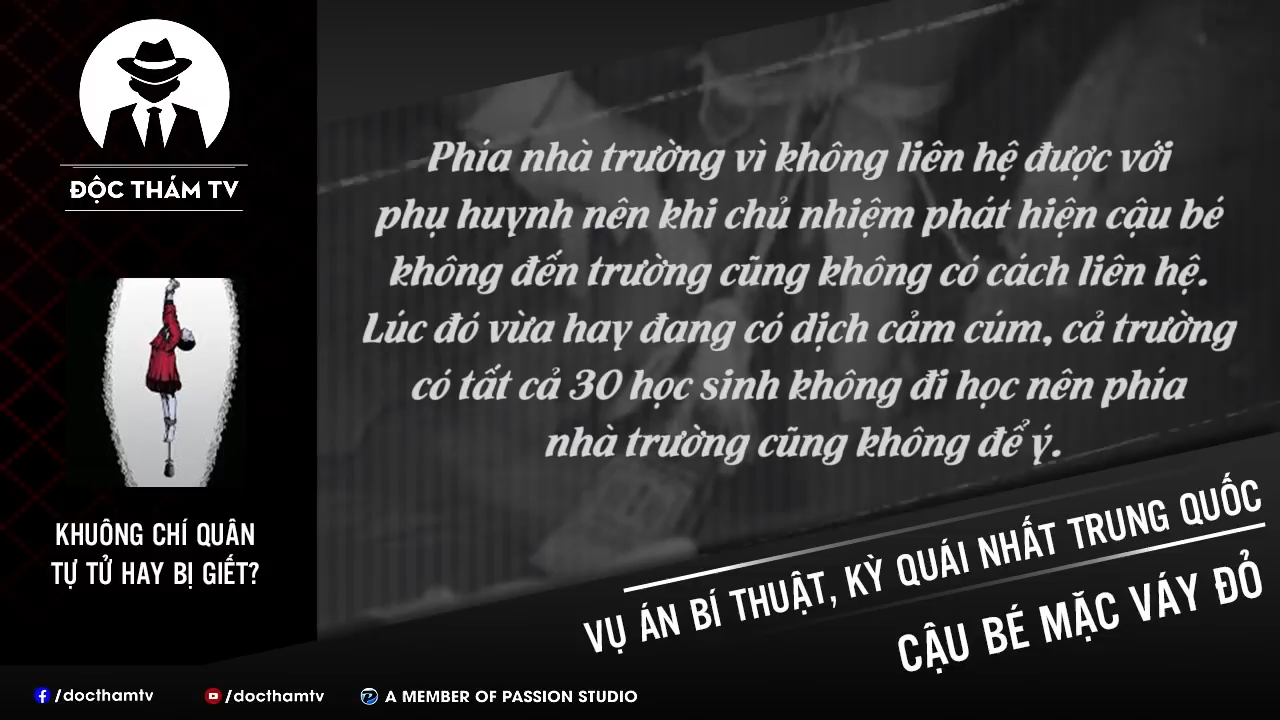 ĐỘC THÁM TV
KHUÔNG CHÍ QUÂN
TỰ TỬ HAY BỊ GIẾT?
Phía nhà trường vì không liên hệ được với
phụ huynh nên khi chủ nhiệm phát hiện cậu bé
không đến trường cũng không có cách liên hệ.
Lúc đó vừa hay đang có dịch cảm cúm, cả trường
có tất cả 30 học sinh không đi học nên phía
nhà trường cũng không để ý.
VỤ ÁN BÍ THUẬT, KỲ QUÁI NHẤT TRUNG QUỐC
CẬU BÉ MẶC VÁY ĐỎ
/docthamtv
/docthamtv
A MEMBER OF PASSION STUDIO